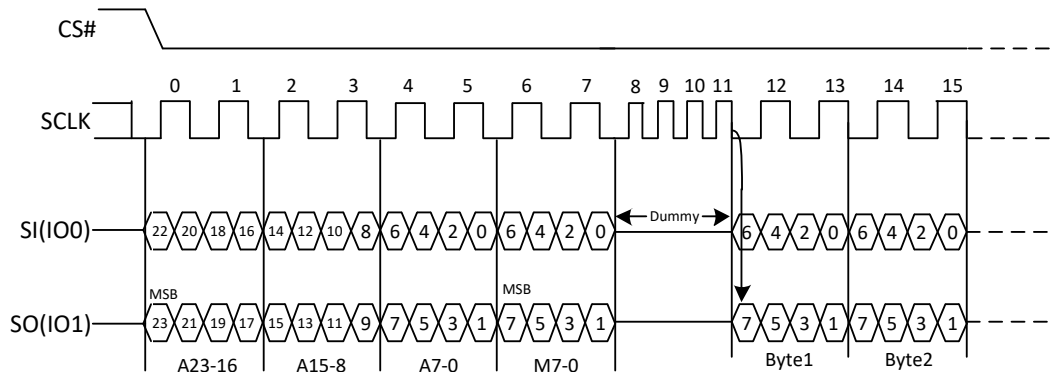 CS#
0 1 2 3 4 5 6 7 8 9 10 11 12 13 14 15
SCLK
SI(IO0) 22 20 18 16 14 12 10 8 6 4 2 0 6 4 2 0 Dummy 6 4 2 0 6 4 2 0
MSB MSB
SO(IO1) 23 21 19 17 15 13 11 9 7 5 3 1 7 5 3 1 7 5 3 1 7 5 3 1
A23-16 A15-8 A7-0 M7-0 Byte1 Byte2